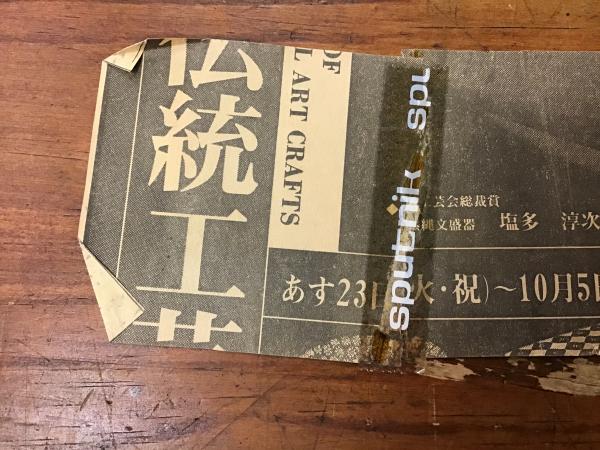 伝統工芸
OF
L ART CRAFTS
工芸会総裁賞
縄文盛器 塩多 淳次
あす23日(火・祝)〜10月5日
sputnik
spu